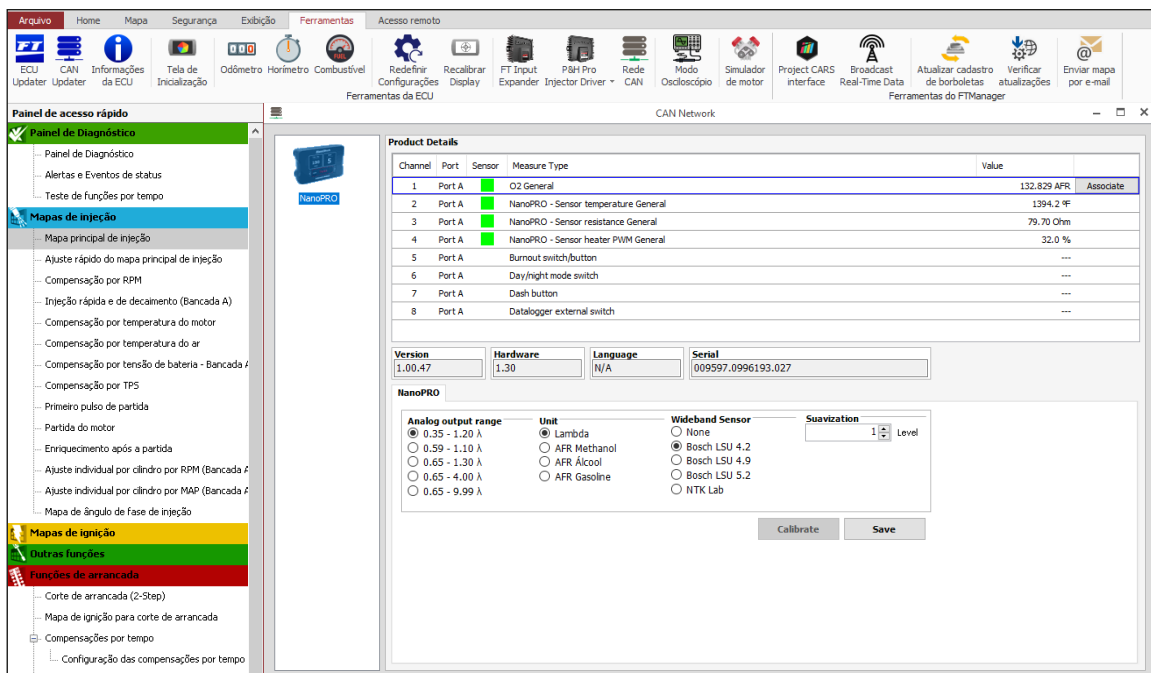 Arquivo Home Mapa Segurança Exibição Ferramentas Acesso remoto
FT
ECU Updater
CAN Updater
Informações da ECU
Tela de Inicialização
Odômetro
Horímetro
Combustível
Redefinir Configurações
Recalibrar Display
FT Input Expander
P&H Pro Injector Driver
Rede CAN
Modo Osciloscópio
Simulador de motor
Project CARS interface
Broadcast Real-Time Data
Atualizar cadastro de borboletas
Verificar atualizações
Enviar mapa por e-mail
Ferramentas da ECU
Ferramentas do FTManager
Painel de acesso rápido
Painel de Diagnóstico
Painel de Diagnóstico
Alertas e Eventos de status
Teste de funções por tempo
Mapas de injeção
Mapa principal de injeção
Ajuste rápido do mapa principal de injeção
Compensação por RPM
Injeção rápida e de decaimento (Bancada A)
Compensação por temperatura do motor
Compensação por temperatura do ar
Compensação por tensão de bateria - Bancada A
Compensação por TPS
Primeiro pulso de partida
Partida do motor
Enriquecimento após a partida
Ajuste individual por cilindro por RPM (Bancada A
Ajuste individual por cilindro por MAP (Bancada A
Mapa de ângulo de fase de injeção
Mapas de ignição
Outras funções
Funções de arrancada
Corte de arrancada (2-Step)
Mapa de ignição para corte de arrancada
Compensações por tempo
Configuração das compensações por tempo
CAN Network
NanoPRO
Product Details
Channel Port Sensor Measure Type Value
1 Port A O2 General 132.829 AFR Associate
2 Port A NanoPRO - Sensor temperature General 1394.2 ºF
3 Port A NanoPRO - Sensor resistance General 79.70 Ohm
4 Port A NanoPRO - Sensor heater PWM General 32.0 %
5 Port A Burnout switch/button ---
6 Port A Day/night mode switch ---
7 Port A Dash button ---
8 Port A Datalogger external switch ---
Version Hardware Language Serial
1.00.47 1.30 N/A 009597.0996193.027
NanoPRO
Analog output range
0.35 - 1.20 λ
0.59 - 1.10 λ
0.65 - 1.30 λ
0.65 - 4.00 λ
0.65 - 9.99 λ
Unit
Lambda
AFR Methanol
AFR Álcool
AFR Gasoline
Wideband Sensor
None
Bosch LSU 4.2
Bosch LSU 4.9
Bosch LSU 5.2
NTK Lab
Suavization
1 Level
Calibrate Save